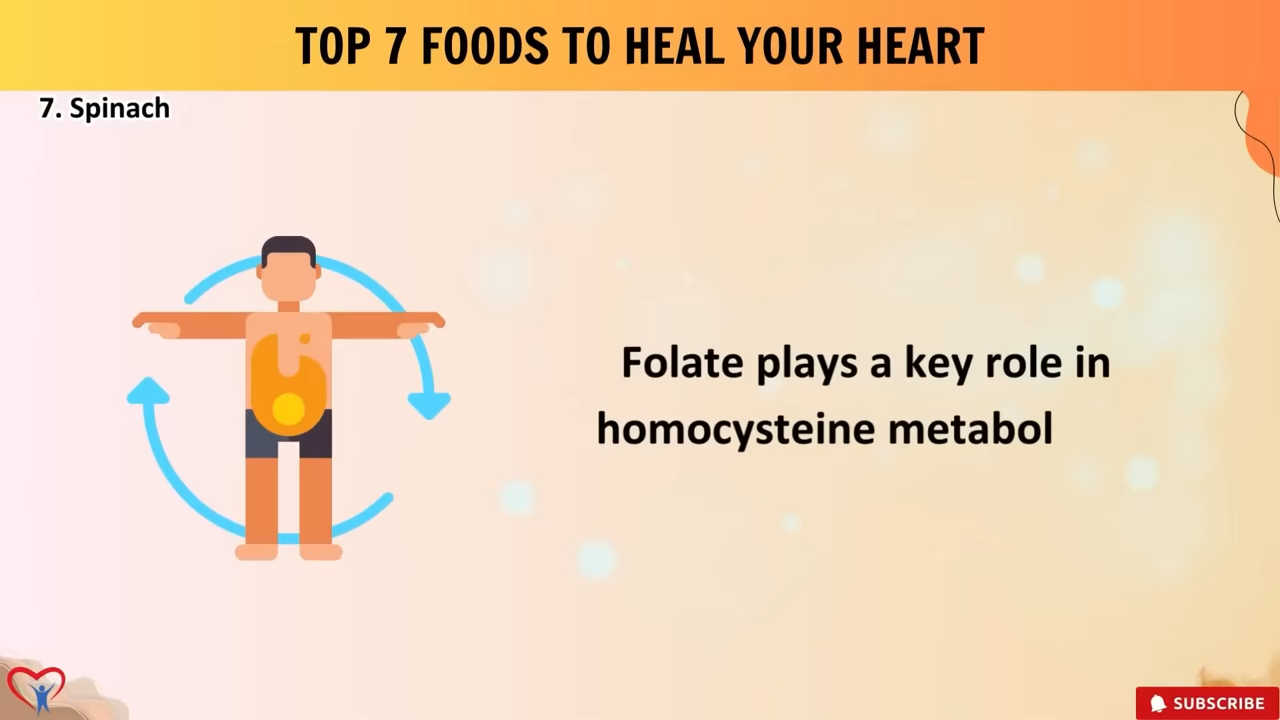 TOP 7 FOODS TO HEAL YOUR HEART
7. Spinach
Folate plays a key role in
homocysteine metabol
SUBSCRIBE